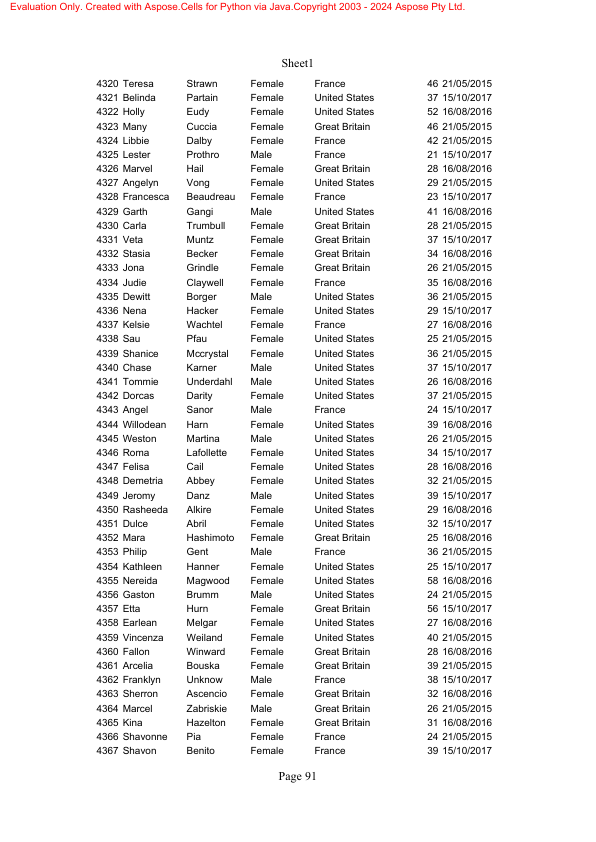 Evaluation Only. Created with Aspose.Cells for Python via Java.Copyright 2003 - 2024 Aspose Pty Ltd.
Sheet1
4320 Teresa Strawn Female France 46 21/05/2015
4321 Belinda Partain Female United States 37 15/10/2017
4322 Holly Eudy Female United States 52 16/08/2016
4323 Many Cuccia Female Great Britain 46 21/05/2015
4324 Libbie Dalby Female France 42 21/05/2015
4325 Lester Prothro Male France 21 15/10/2017
4326 Marvel Hail Female Great Britain 28 16/08/2016
4327 Angelyn Vong Female United States 29 21/05/2015
4328 Francesca Beaudreau Female France 23 15/10/2017
4329 Garth Gangi Male United States 41 16/08/2016
4330 Carla Trumbull Female Great Britain 28 21/05/2015
4331 Veta Muntz Female Great Britain 37 15/10/2017
4332 Stasia Becker Female Great Britain 34 16/08/2016
4333 Jona Grindle Female Great Britain 26 21/05/2015
4334 Judie Claywell Female France 35 16/08/2016
4335 Dewitt Borger Male United States 36 21/05/2015
4336 Nena Hacker Female United States 29 15/10/2017
4337 Kelsie Wachtel Female France 27 16/08/2016
4338 Sau Pfau Female United States 25 21/05/2015
4339 Shanice Mccrystal Female United States 36 21/05/2015
4340 Chase Karner Male United States 37 15/10/2017
4341 Tommie Underdahl Male United States 26 16/08/2016
4342 Dorcas Darity Female United States 37 21/05/2015
4343 Angel Sanor Male France 24 15/10/2017
4344 Willodean Harn Female United States 39 16/08/2016
4345 Weston Martina Male United States 26 21/05/2015
4346 Roma Lafollette Female United States 34 15/10/2017
4347 Felisa Cail Female United States 28 16/08/2016
4348 Demetria Abbey Female United States 32 21/05/2015
4349 Jeromy Danz Male United States 39 15/10/2017
4350 Rasheeda Alkire Female United States 29 16/08/2016
4351 Dulce Abril Female United States 32 15/10/2017
4352 Mara Hashimoto Female Great Britain 25 16/08/2016
4353 Philip Gent Male France 36 21/05/2015
4354 Kathleen Hanner Female United States 25 15/10/2017
4355 Nereida Magwood Female United States 58 16/08/2016
4356 Gaston Brumm Male United States 24 21/05/2015
4357 Etta Hurn Female Great Britain 56 15/10/2017
4358 Earlean Melgar Female United States 27 16/08/2016
4359 Vincenza Weiland Female United States 40 21/05/2015
4360 Fallon Winward Female Great Britain 28 16/08/2016
4361 Arcelia Bouska Female Great Britain 39 21/05/2015
4362 Franklyn Unknow Male France 38 15/10/2017
4363 Sherron Ascencio Female Great Britain 32 16/08/2016
4364 Marcel Zabriskie Male Great Britain 26 21/05/2015
4365 Kina Hazelton Female Great Britain 31 16/08/2016
4366 Shavonne Pia Female France 24 21/05/2015
4367 Shavon Benito Female France 39 15/10/2017
Page 91